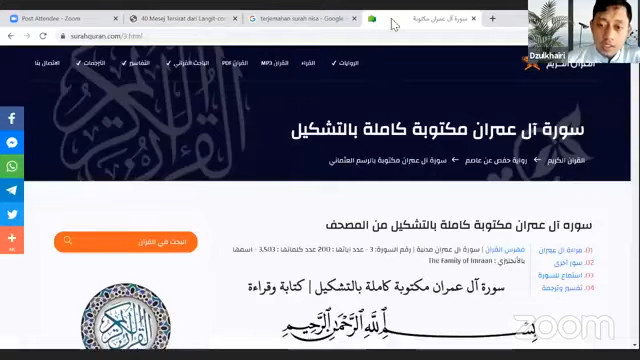 Post Attendee - Zoom
40 Mesej Tersirat dari Langit-co
terjemahan surah nisa - Google
سورة آل عمران مكتوبة
surahquran.com/3.html
Dzulkhairi
القرآن الكريم
الروايات القراء القرآن MP3 القرآن PDF البحث القرآني التفاسير الترجمات الاتصال بنا
سورة آل عمران مكتوبة كاملة بالتشكيل
القرآن الكريم رواية حفص عن عاصم سورة آل عمران مكتوبة بالرسم العثماني
سوره آل عمران مكتوبة كاملة بالتشكيل من المصحف
البحث في القرآن
فهرس القرآن | سورة آل عمران مدنية | رقم السورة: 3 - عدد آياتها : 200 عدد كلماتها : 3,503 - اسمها
بالانجليزي : The Family of Imraan
01. قراءة آل عمران
02. سور أخرى
03. استماع للسورة
04. تفسير وترجمة
سورة آل عمران مكتوبة كاملة بالتشكيل | كتابة وقراءة
بِسْمِ اللَّهِ الرَّحْمَٰنِ الرَّحِيمِ
zoom